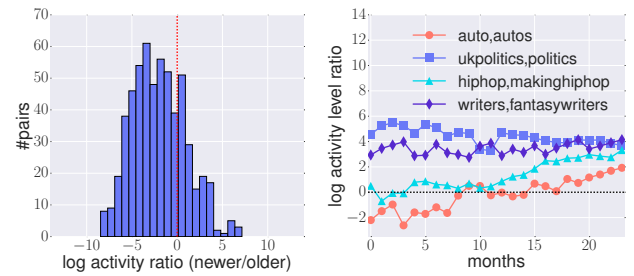 70
60
50
40
30
20
10
0
#pairs
−10 −5 0 5 10
log activity ratio (newer/older)
14
12
10
8
6
4
2
0
−2
log activity level ratio
auto,autos
ukpolitics,politics
hiphop,makinghiphop
writers,fantasywriters
0 5 10 15 20
months